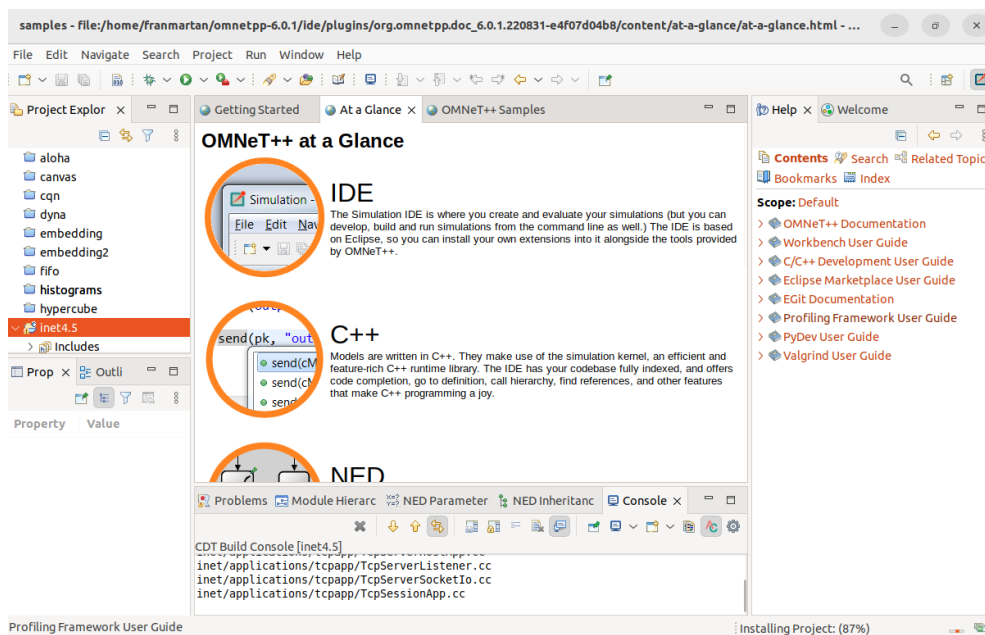 samples - file:/home/franmartan/omnetpp-6.0.1/ide/plugins/org.omnetpp.doc_6.0.1.220831-e4f07d04b8/content/at-a-glance/at-a-glance.html - ...
File Edit Navigate Search Project Run Window Help
Project Explor
aloha
canvas
cqn
dyna
embedding
embedding2
fifo
histograms
hypercube
inet4.5
Includes
Prop Outli
Property Value
Getting Started At a Glance OMNeT++ Samples
OMNeT++ at a Glance
Simulation -
File Edit Nav
IDE
The Simulation IDE is where you create and evaluate your simulations (but you can
develop, build and run simulations from the command line as well.) The IDE is based
on Eclipse, so you can install your own extensions into it alongside the tools provided
by OMNeT++.
send(pk, "out
send(cM
send(cM
send
C++
Models are written in C++. They make use of the simulation kernel, an efficient and
feature-rich C++ runtime library. The IDE has your codebase fully indexed, and offers
code completion, go to definition, call hierarchy, find references, and other features
that make C++ programming a joy.
NED
Problems Module Hierarc NED Parameter NED Inheritanc Console
CDT Build Console [inet4.5]
inet/applications/tcpapp/TcpServerHostApp.cc
inet/applications/tcpapp/TcpServerListener.cc
inet/applications/tcpapp/TcpServerSocketIo.cc
inet/applications/tcpapp/TcpSessionApp.cc
Help Welcome
Contents Search Related Topic
Bookmarks Index
Scope: Default
OMNeT++ Documentation
Workbench User Guide
C/C++ Development User Guide
Eclipse Marketplace User Guide
EGit Documentation
Profiling Framework User Guide
PyDev User Guide
Valgrind User Guide
Profiling Framework User Guide
Installing Project: (87%)